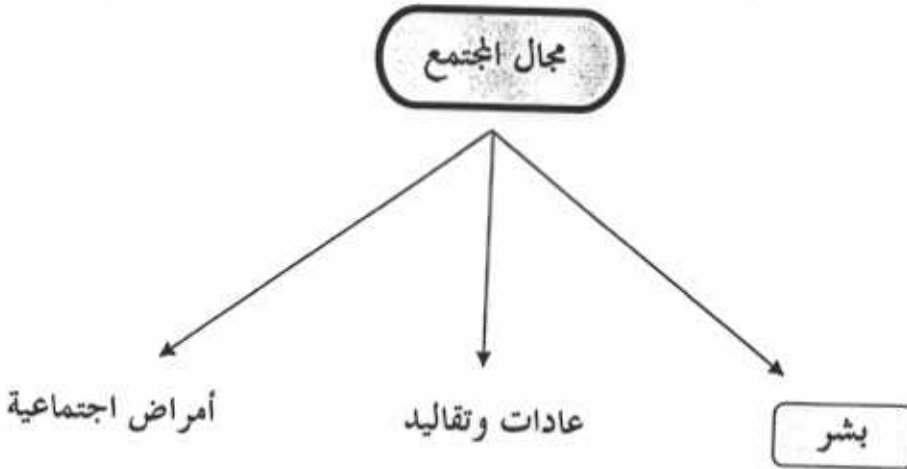 مجال المجتمع
بشر
عادات وتقاليد
أمراض اجتماعية